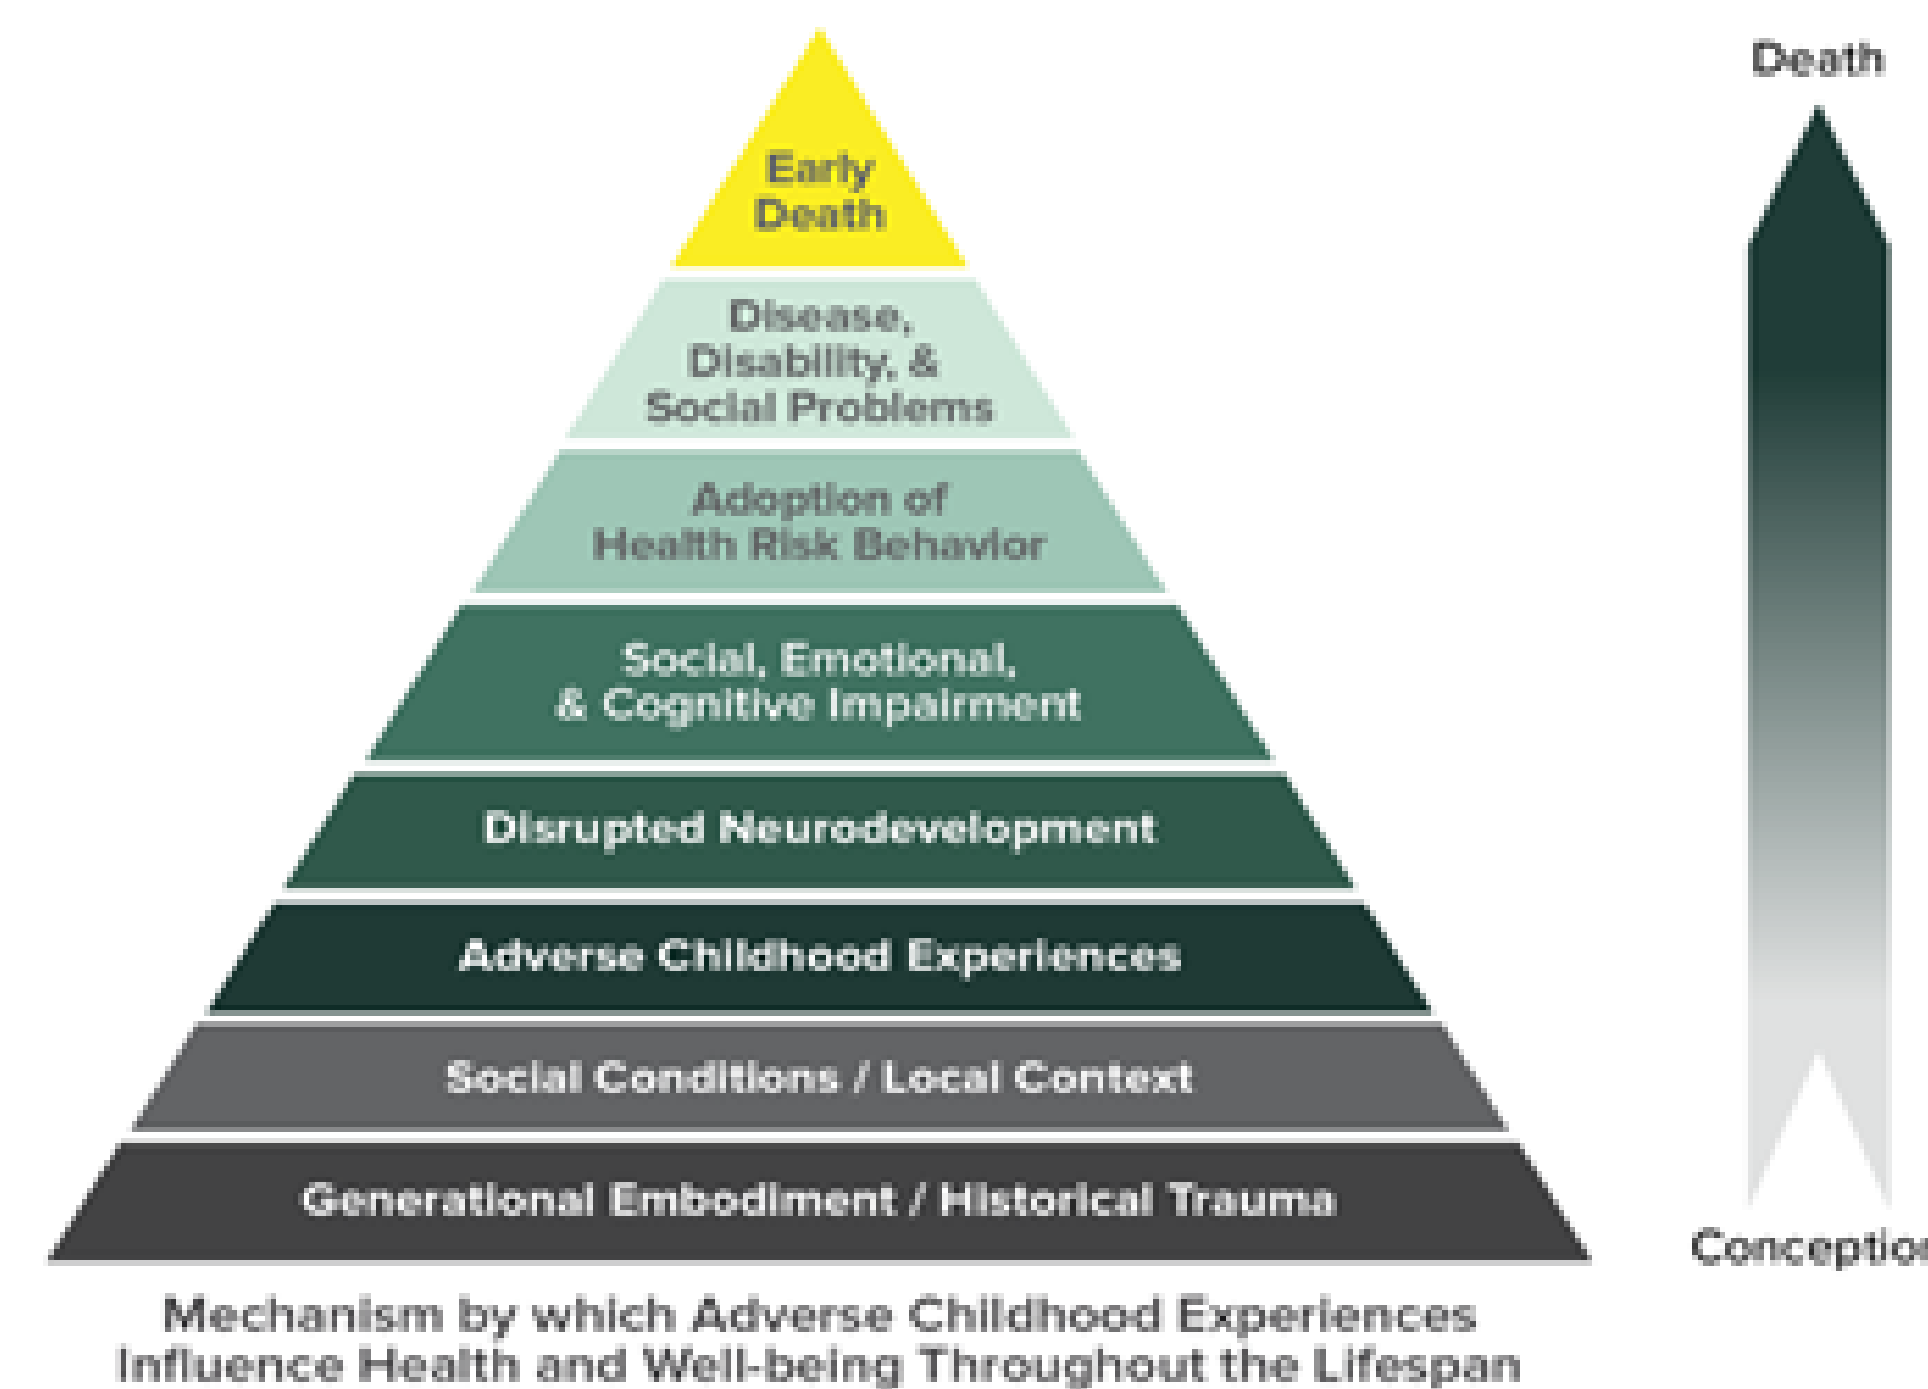 Death
Early
Death
Disease,
Disability, &
Social Problems
Adoption of
Health Risk Behavior
Social, Emotional,
& Cognitive Impairment
Disrupted Neurodevelopment
Adverse Childhood Experiences
Social Conditions / Local Context
Generational Embodiment / Historical Trauma
Conception
Mechanism by which Adverse Childhood Experiences
Influence Health and Well-being Throughout the Lifespan